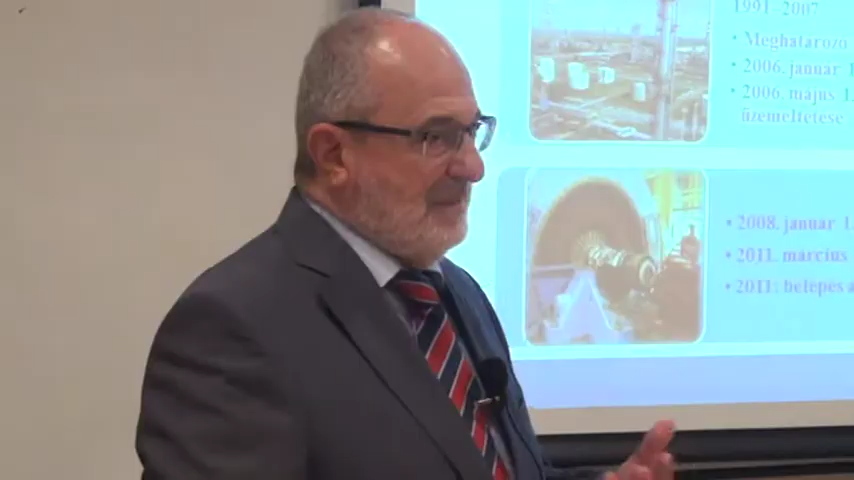 1991-2007
• Meghatározó
• 2006. január 1
• 2006. május 1.
üzemeltetése
• 2008. január 1.
• 2011. március
• 2011: belépés a